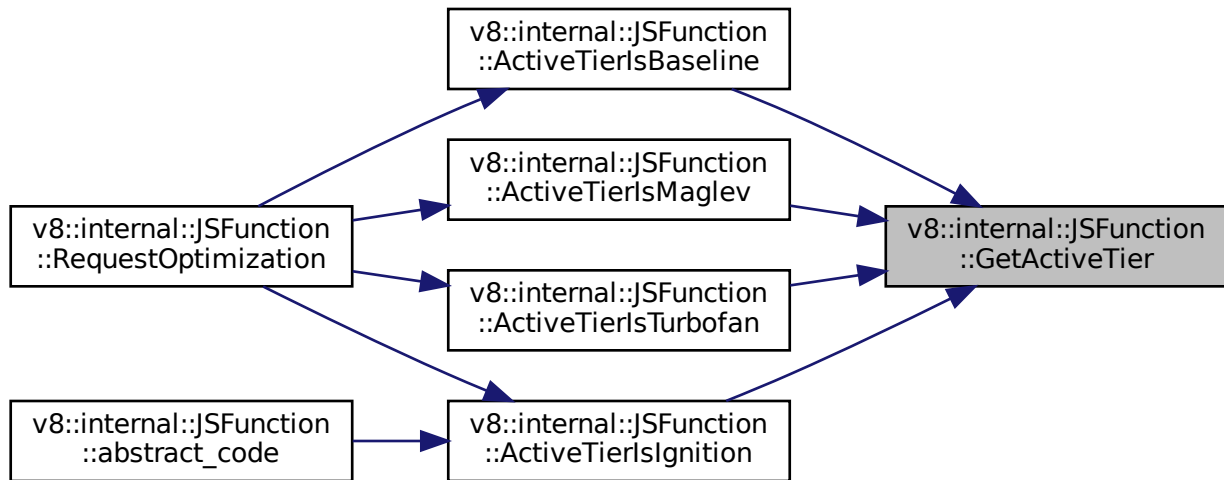 v8::internal::JSFunction
::ActiveTierIsBaseline
v8::internal::JSFunction
::ActiveTierIsMaglev
v8::internal::JSFunction
::RequestOptimization
v8::internal::JSFunction
::GetActiveTier
v8::internal::JSFunction
::ActiveTierIsTurbofan
v8::internal::JSFunction
::abstract_code
v8::internal::JSFunction
::ActiveTierIsIgnition